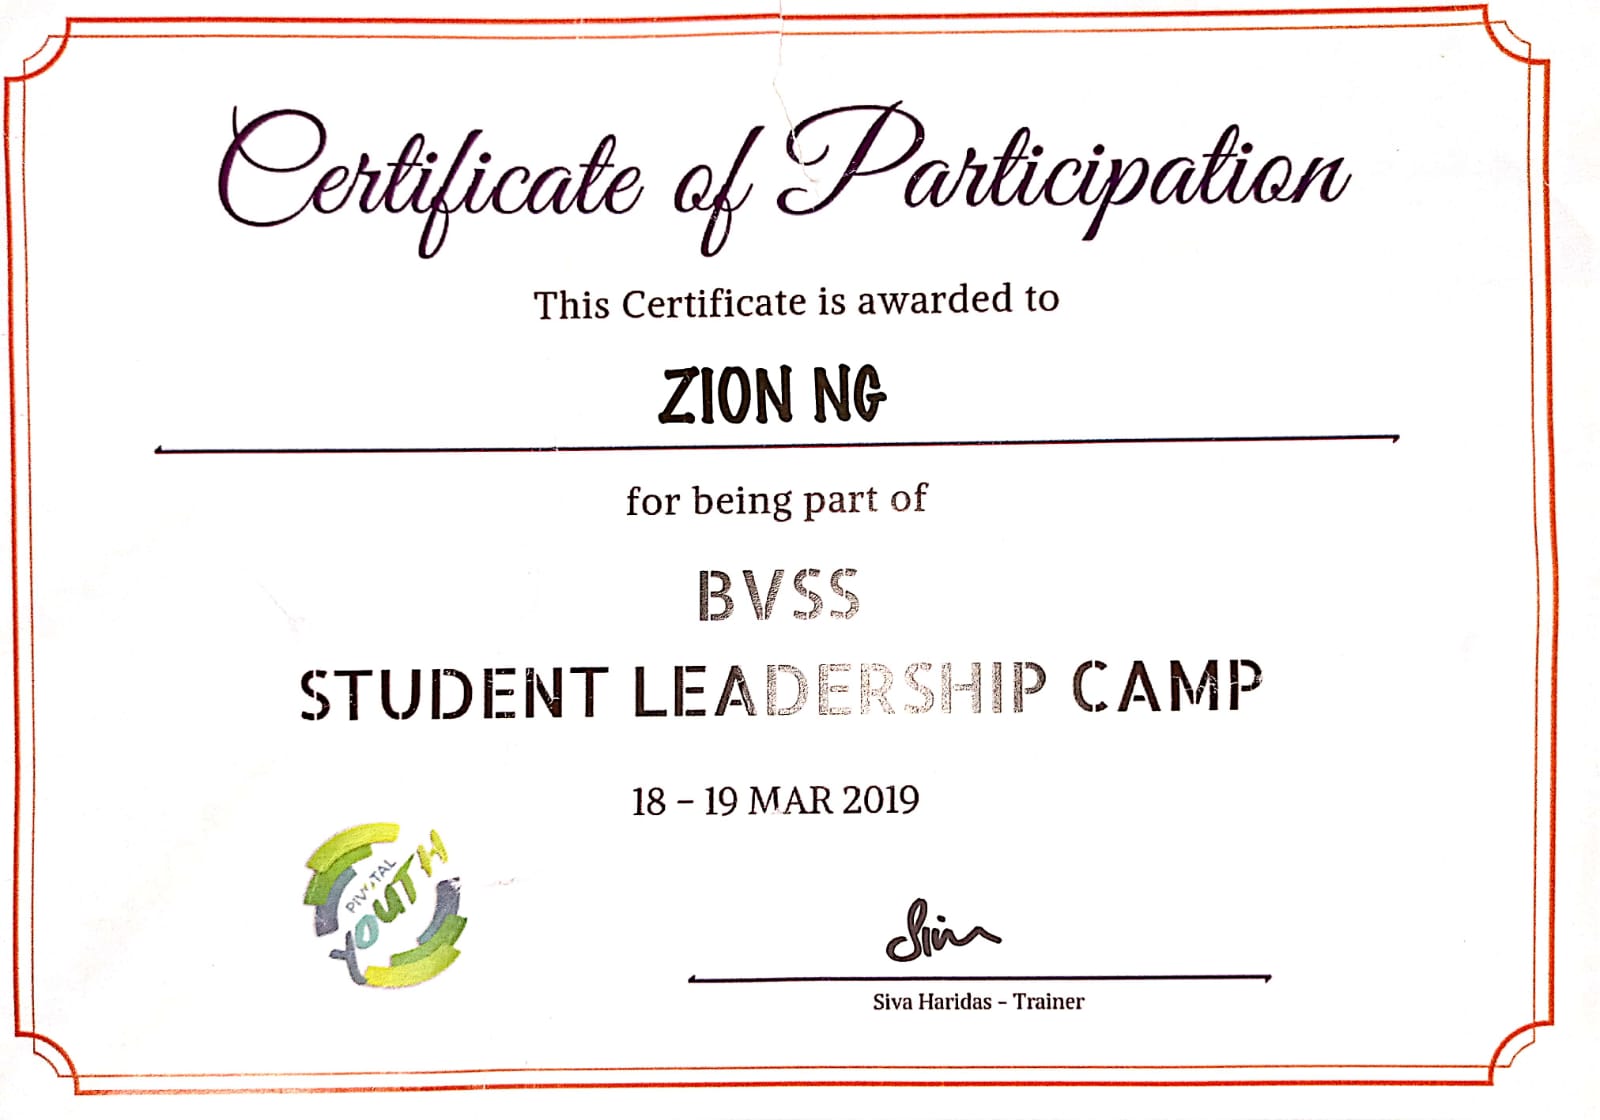 Certificate of Participation
This Certificate is awarded to
ZION NG
for being part of
BVSS
STUDENT LEADERSHIP CAMP
18 – 19 MAR 2019
PIVOTAL
YOUTH
Siva
Siva Haridas – Trainer